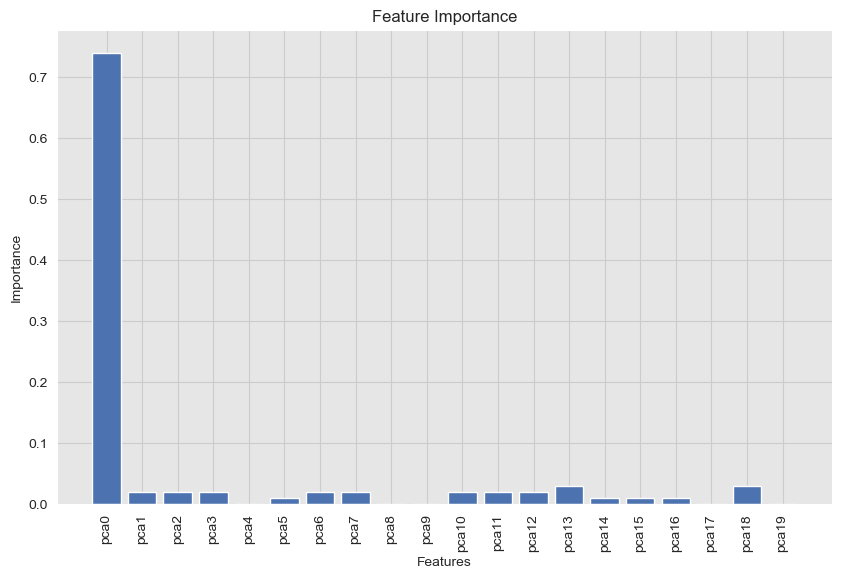 Feature Importance
Importance
0.7
0.6
0.5
0.4
0.3
0.2
0.1
0.0
pca0
pca1
pca2
pca3
pca4
pca5
pca6
pca7
pca8
pca9
pca10
pca11
pca12
pca13
pca14
pca15
pca16
pca17
pca18
pca19
Features